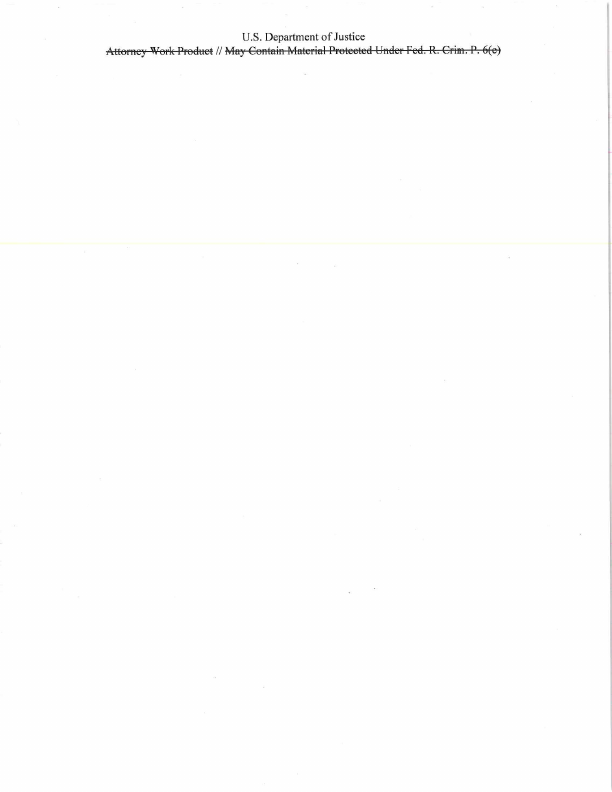 U.S. Department of Justice
Attorney Work Product // May Contain Material Protected Under Fed. R. Crim. P. 6(e)